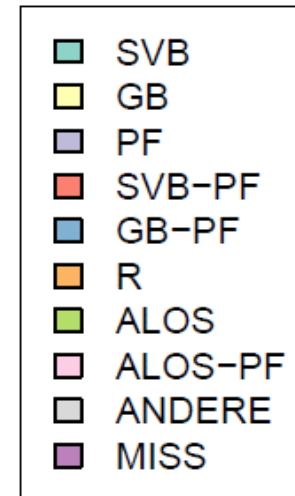 SVB
GB
PF
SVB-PF
GB-PF
R
ALOS
ALOS-PF
ANDERE
MISS